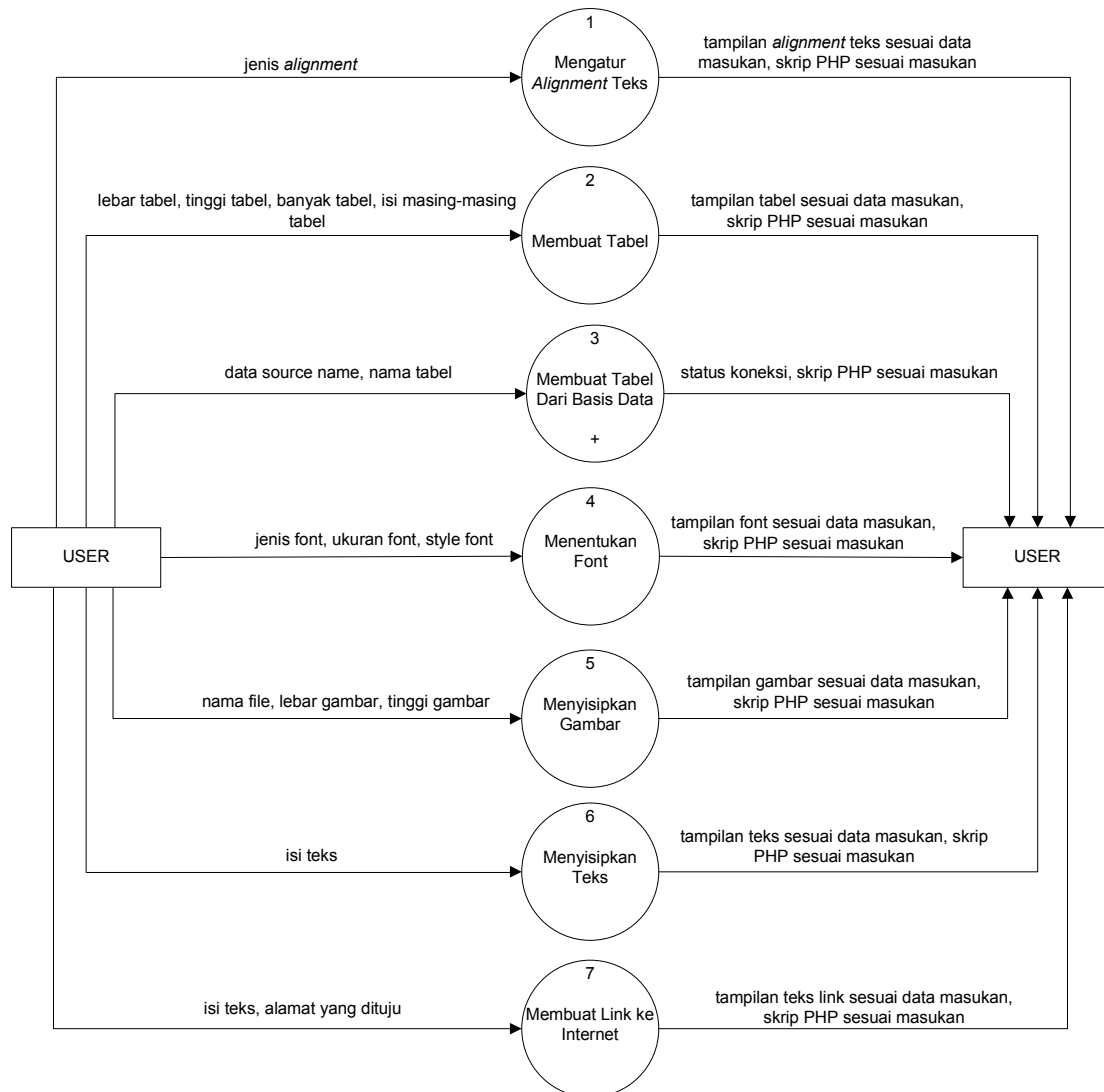 1
Mengatur
Alignment Teks
jenis alignment
tampilan alignment teks sesuai data
masukan, skrip PHP sesuai masukan
2
Membuat Tabel
lebar tabel, tinggi tabel, banyak tabel, isi masing-masing
tabel
tampilan tabel sesuai data masukan,
skrip PHP sesuai masukan
3
Membuat Tabel
Dari Basis Data
+
data source name, nama tabel
status koneksi, skrip PHP sesuai masukan
USER
4
Menentukan
Font
jenis font, ukuran font, style font
tampilan font sesuai data masukan,
skrip PHP sesuai masukan
USER
5
Menyisipkan
Gambar
nama file, lebar gambar, tinggi gambar
tampilan gambar sesuai data masukan,
skrip PHP sesuai masukan
6
Menyisipkan
Teks
isi teks
tampilan teks sesuai data masukan, skrip
PHP sesuai masukan
7
Membuat Link ke
Internet
isi teks, alamat yang dituju
tampilan teks link sesuai data masukan,
skrip PHP sesuai masukan